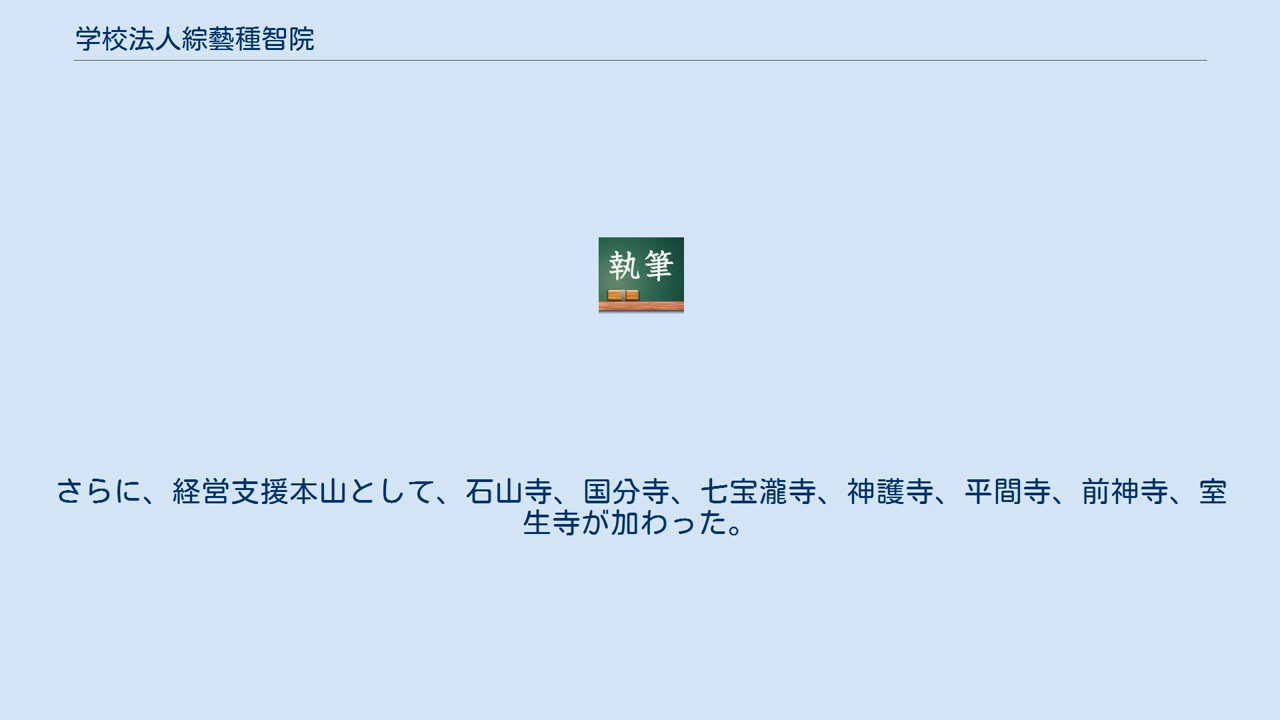 学校法人綜藝種智院
執筆
さらに、経営支援本山として、石山寺、国分寺、七宝瀧寺、神護寺、平間寺、前神寺、室
生寺が加わった。